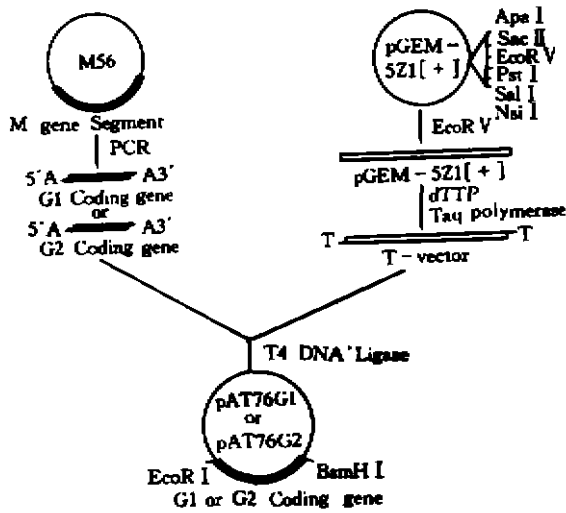 M56
M gene Segment
PCR
5'A A3'
G1 Coding gene
or
5'A A3'
G2 Coding gene
pGEM-
5Z1[+]
Apa I
Sac II
EcoR V
Pst I
Sal I
Nsi I
EcoR V
pGEM-5Z1[+]
dTTP
Taq polymerase
T T
T-vector
T4 DNA' Ligase
pAT76G1
or
pAT76G2
EcoR I
BamH I
G1 or G2 Coding gene